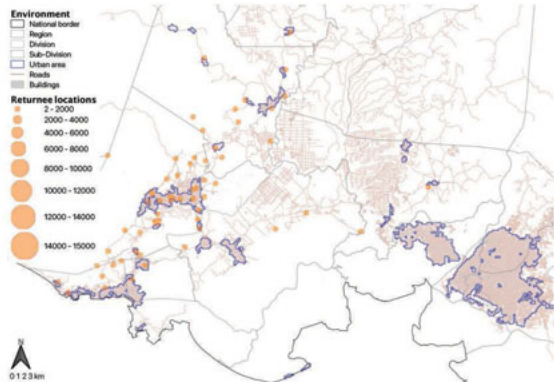 Environment
National border
Region
Division
Sub-Division
Urban area
Roads
Buildings
Returnee locations
2 - 2000
2000 - 4000
4000 - 6000
6000 - 8000
8000 - 10000
10000 - 12000
12000 - 14000
14000 - 15000
N
0 1 2 3 km